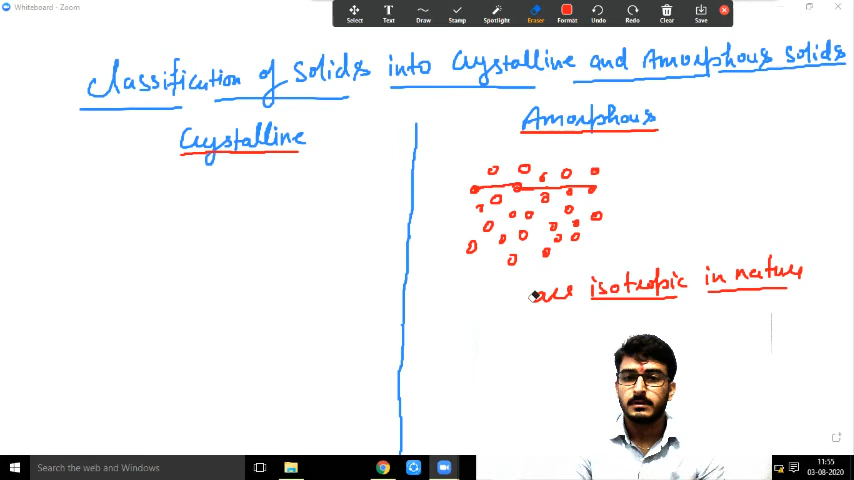 Whiteboard - Zoom
Select Text Draw Stamp Spotlight Eraser Format Undo Redo Clear Save
Classification of Solids into Crystalline and Amorphous solids
Crystalline
Amorphous
are isotropic in nature
Search the web and Windows
11:55
03-08-2020